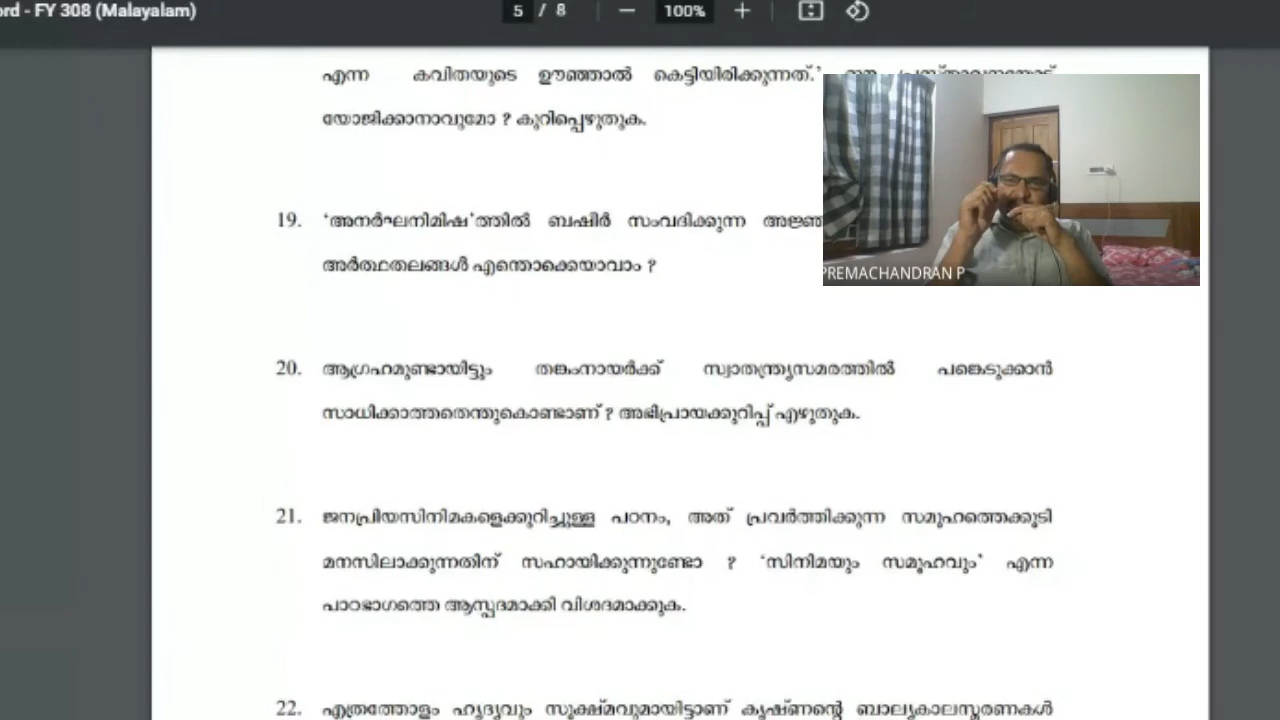 ord - FY 308 (Malayalam)
5 / 8
100%
എന്ന കവിതയുടെ ഊഞ്ഞാൽ കെട്ടിയിരിക്കുന്നത്.'
യോജിക്കാനാവുമോ ? കുറിപ്പെഴുതുക.
19. 'അനർഘനിമിഷ'ത്തിൽ ബഷീർ സംവദിക്കുന്ന
അർത്ഥതലങ്ങൾ എന്തൊക്കെയാവാം ?
PREMACHANDRAN P
20. ആഗ്രഹമുണ്ടായിട്ടും തങ്കംനായർക്ക് സ്വാതന്ത്ര്യസമരത്തിൽ പങ്കെടുക്കാൻ
സാധിക്കാത്തതെന്തുകൊണ്ടാണ് ? അഭിപ്രായക്കുറിപ്പ് എഴുതുക.
21. ജനപ്രിയസിനിമകളെക്കുറിച്ചുള്ള പഠനം, അത് പ്രവർത്തിക്കുന്ന സമൂഹത്തെക്കൂടി
മനസിലാക്കുന്നതിന് സഹായിക്കുന്നുണ്ടോ ? 'സിനിമയും സമൂഹവും' എന്ന
പാഠഭാഗത്തെ ആസ്പദമാക്കി വിശദമാക്കുക.
22. എത്രത്തോളം ഹൃദ്യവും സൂക്ഷ്മവുമായിട്ടാണ് കൃഷ്ണന്റെ ബാല്യകാലസ്മരണകൾ